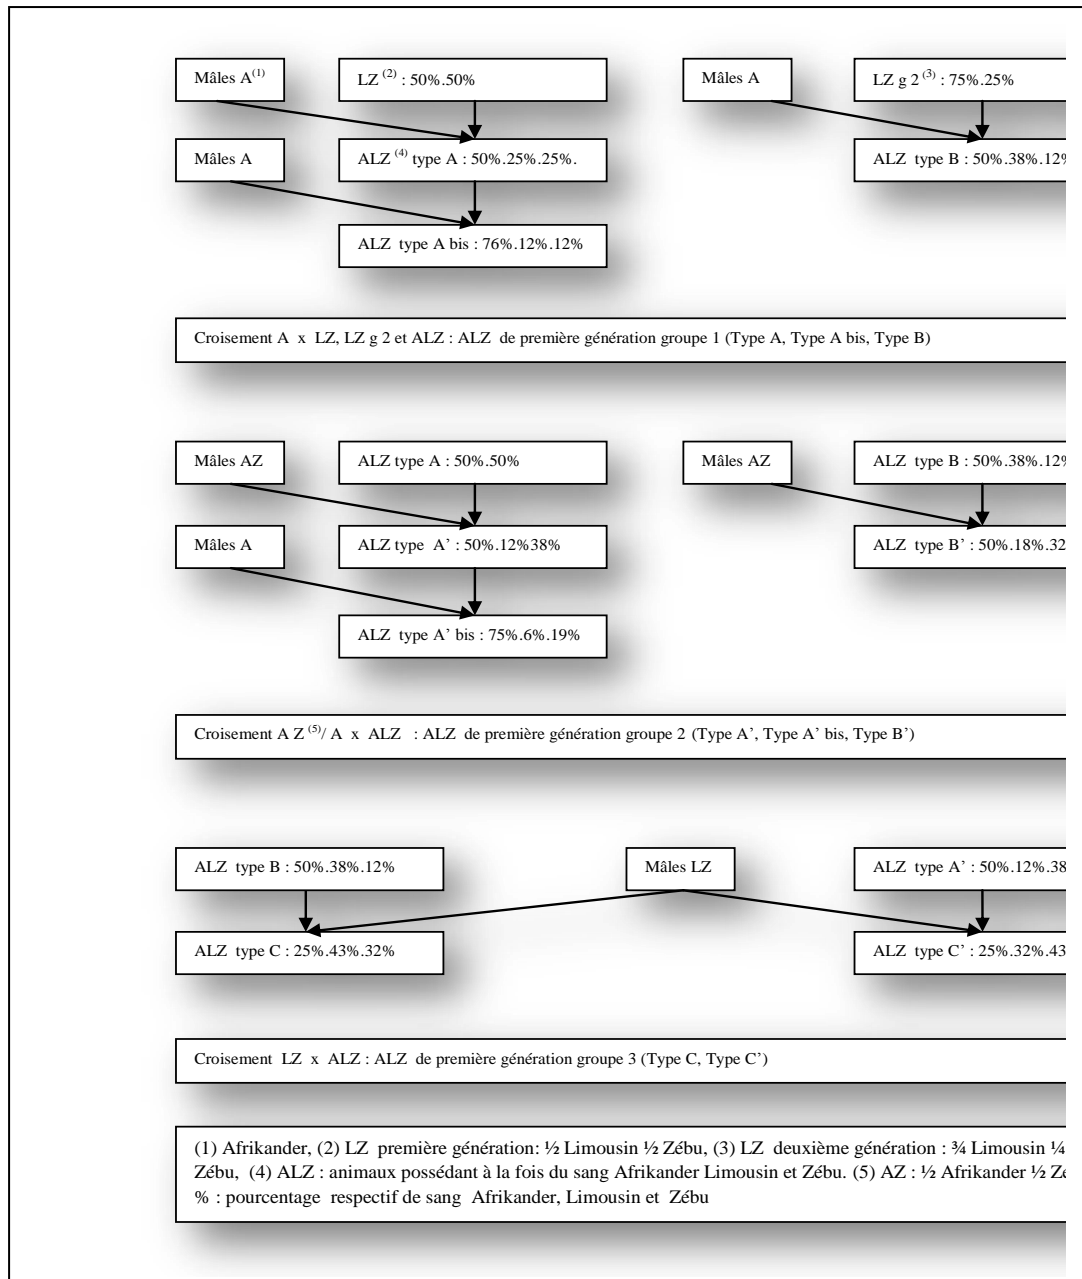 Mâles A(1) LZ (2) : 50%.50% Mâles A LZ g 2 (3) : 75%.25%
Mâles A ALZ (4) type A : 50%.25%.25%. ALZ type B : 50%.38%.12%
ALZ type A bis : 76%.12%.12%
Croisement A x LZ, LZ g 2 et ALZ : ALZ de première génération groupe 1 (Type A, Type A bis, Type B)
Mâles AZ ALZ type A : 50%.50% Mâles AZ ALZ type B : 50%.38%.12%
Mâles A ALZ type A’ : 50%.12%38% ALZ type B’ : 50%.18%.32
ALZ type A’ bis : 75%.6%.19%
Croisement A Z (5)/ A x ALZ : ALZ de première génération groupe 2 (Type A’, Type A’ bis, Type B’)
ALZ type B : 50%.38%.12% Mâles LZ ALZ type A’ : 50%.12%.38
ALZ type C : 25%.43%.32% ALZ type C’ : 25%.32%.43
Croisement LZ x ALZ : ALZ de première génération groupe 3 (Type C, Type C’)
(1) Afrikander, (2) LZ première génération: ½ Limousin ½ Zébu, (3) LZ deuxième génération : ¾ Limousin ¼
Zébu, (4) ALZ : animaux possédant à la fois du sang Afrikander Limousin et Zébu. (5) AZ : ½ Afrikander ½
% : pourcentage respectif de sang Afrikander, Limousin et Zébu